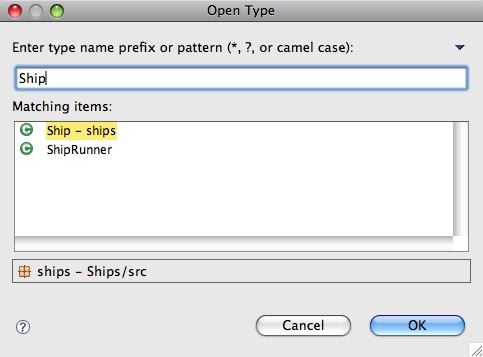 Open Type
Enter type name prefix or pattern (*, ?, or camel case):
Ship
Matching items:
C Ship - ships
C ShipRunner
ships - Ships/src
? Cancel OK